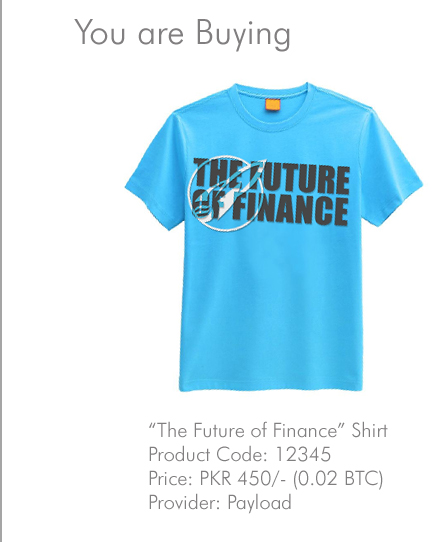 You are Buying
THE FUTURE
OF FINANCE
“The Future of Finance” Shirt
Product Code: 12345
Price: PKR 450/- (0.02 BTC)
Provider: Payload